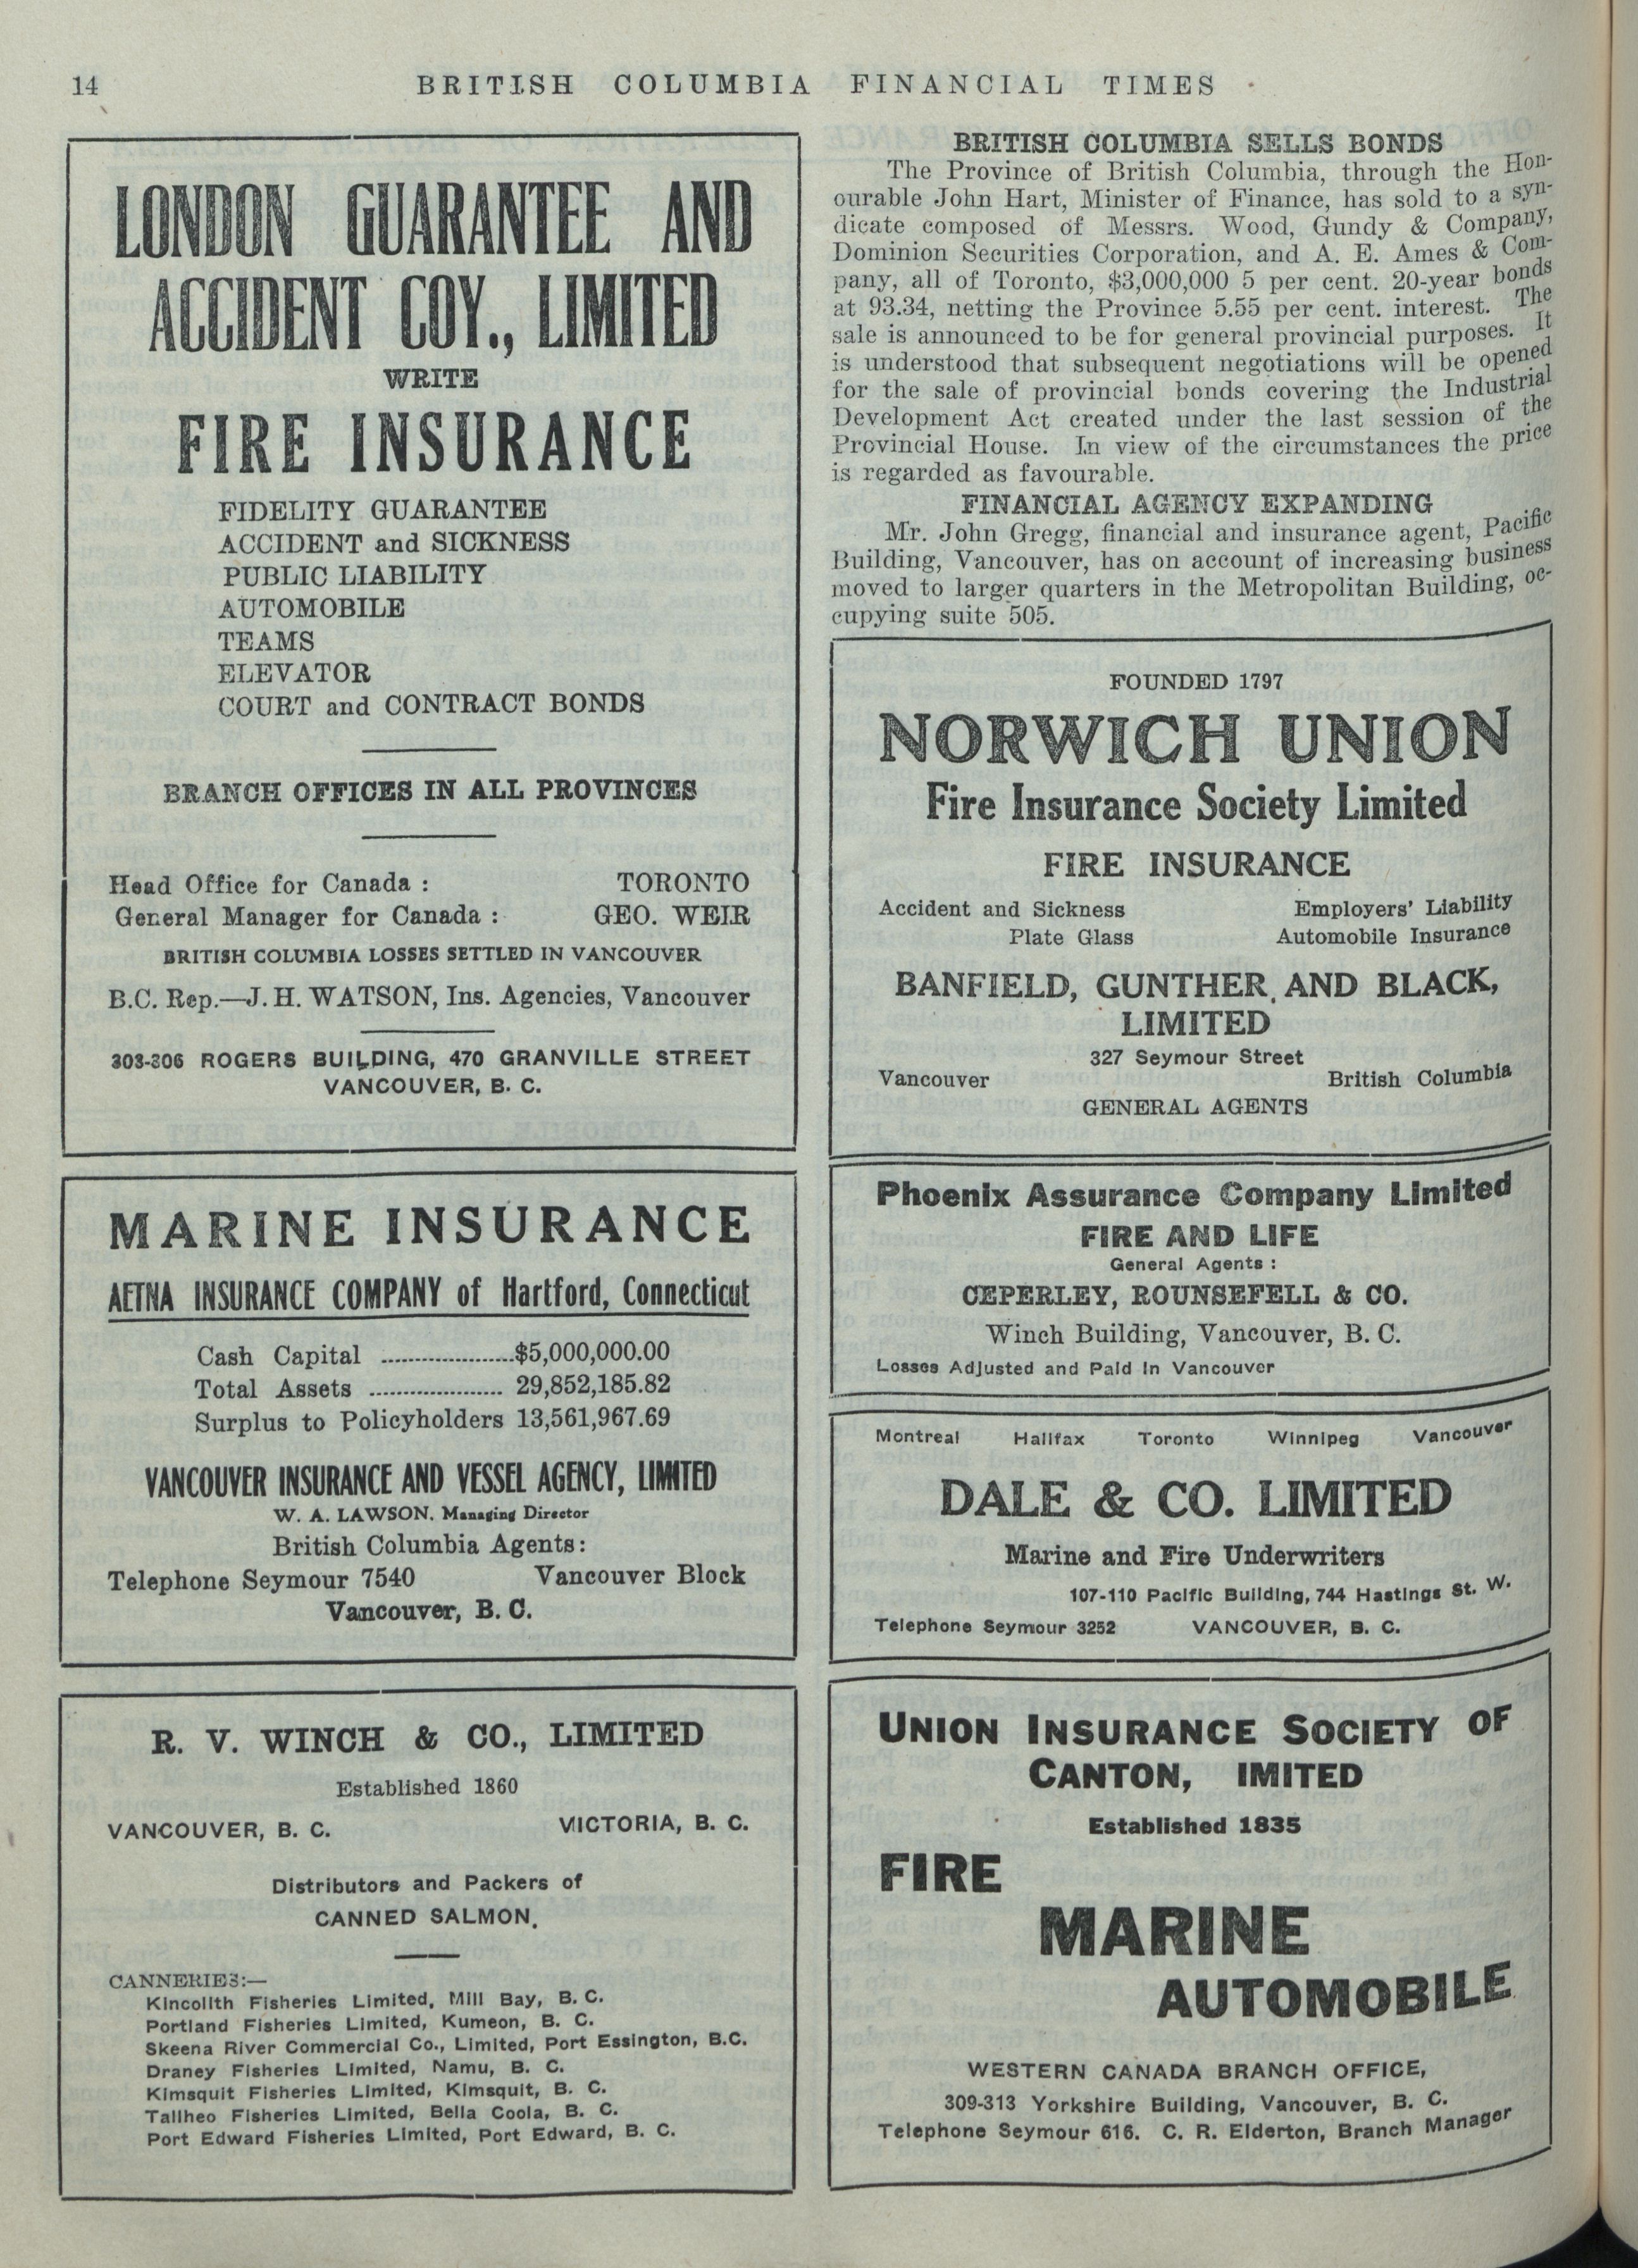 14 BRITISH COLUMBIA FINANCIAL TIMES
LONDON GUARANTEE AND
ACCIDENT COY., LIMITED
WRITE
FIRE INSURANCE
FIDELITY GUARANTEE
ACCIDENT and SICKNESS
PUBLIC LIABILITY
AUTOMOBILE
TEAMS
ELEVATOR
COURT and CONTRACT BONDS
BRANCH OFFICES IN ALL PROVINCES
Head Office for Canada : TORONTO
General Manager for Canada : GEO. WEIR
BRITISH COLUMBIA LOSSES SETTLED IN VANCOUVER
B.C. Rep.—J. H. WATSON, Ins. Agencies, Vancouver
303-306 ROGERS BUILDING, 470 GRANVILLE STREET
VANCOUVER, B. C.
MARINE INSURANCE
AETNA INSURANCE COMPANY of Hartford, Connecticut
Cash Capital .....................$5,000,000.00
Total Assets ..................... 29,852,185.82
Surplus to Policyholders 13,561,967.69
VANCOUVER INSURANCE AND VESSEL AGENCY, LIMITED
W. A. LAWSON. Managing Director
British Columbia Agents:
Telephone Seymour 7540 Vancouver Block
Vancouver, B. C.
R. V. WINCH & CO., LIMITED
Established 1860
VANCOUVER, B. C. VICTORIA, B. C.
Distributors and Packers of
CANNED SALMON.
CANNERIES:—
Kincolith Fisheries Limited, Mill Bay, B. C.
Portland Fisheries Limited, Kumeon, B. C.
Skeena River Commercial Co., Limited, Port Essington, B.C.
Draney Fisheries Limited, Namu, B. C.
Kimsquit Fisheries Limited, Kimsquit, B. C.
Tallheo Fisheries Limited, Bella Coola, B. C.
Port Edward Fisheries Limited, Port Edward, B. C.
BRITISH COLUMBIA SELLS BONDS
The Province of British Columbia, through the Hon-
ourable John Hart, Minister of Finance, has sold to a syn-
dicate composed of Messrs. Wood, Gundy & Company,
Dominion Securities Corporation, and A. E. Ames & Com-
pany, all of Toronto, $3,000,000 5 per cent. 20-year bonds
at 93.34, netting the Province 5.55 per cent. interest. The
sale is announced to be for general provincial purposes. It
is understood that subsequent negotiations will be opened
for the sale of provincial bonds covering the Industrial
Development Act created under the last session of the
Provincial House. In view of the circumstances the price
is regarded as favourable.
FINANCIAL AGENCY EXPANDING
Mr. John Gregg, financial and insurance agent, Pacific
Building, Vancouver, has on account of increasing business
moved to larger quarters in the Metropolitan Building, oc-
cupying suite 505.
FOUNDED 1797
NORWICH UNION
Fire Insurance Society Limited
FIRE INSURANCE
Accident and Sickness Employers' Liability
Plate Glass Automobile Insurance
BANFIELD, GUNTHER AND BLACK,
LIMITED
327 Seymour Street
Vancouver British Columbia
GENERAL AGENTS
Phoenix Assurance Company Limited
FIRE AND LIFE
General Agents :
CEPERLEY, ROUNSEFELL & CO.
Winch Building, Vancouver, B. C.
Losses Adjusted and Paid in Vancouver
Montreal Halifax Toronto Winnipeg Vancouver
DALE & CO. LIMITED
Marine and Fire Underwriters
107-110 Pacific Building, 744 Hastings St. W.
Telephone Seymour 3252 VANCOUVER, B. C.
UNION INSURANCE SOCIETY OF
CANTON, IMITED
Established 1835
FIRE
MARINE
AUTOMOBILE
WESTERN CANADA BRANCH OFFICE,
309-313 Yorkshire Building, Vancouver, B. C.
Telephone Seymour 616. C. R. Elderton, Branch Manager